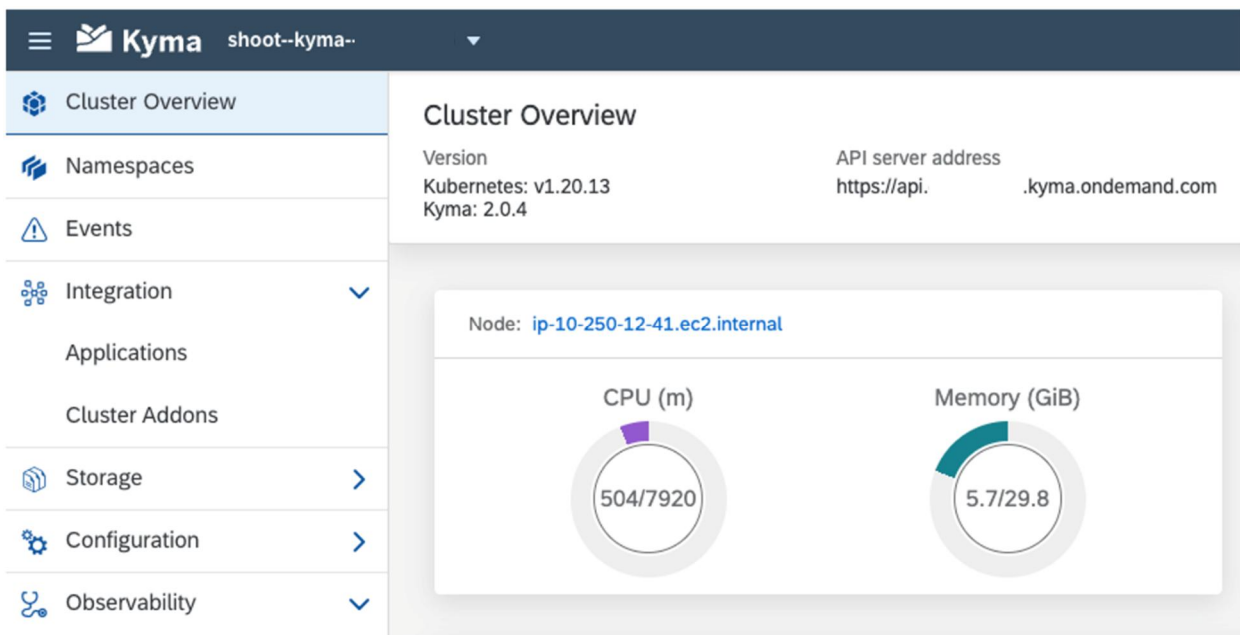 Kyma shoot--kyma--
Cluster Overview
Namespaces
Events
Integration
Applications
Cluster Addons
Storage
Configuration
Observability
Cluster Overview
Version
Kubernetes: v1.20.13
Kyma: 2.0.4
API server address
https://api. .kyma.ondemand.com
Node: ip-10-250-12-41.ec2.internal
CPU (m)
504/7920
Memory (GiB)
5.7/29.8